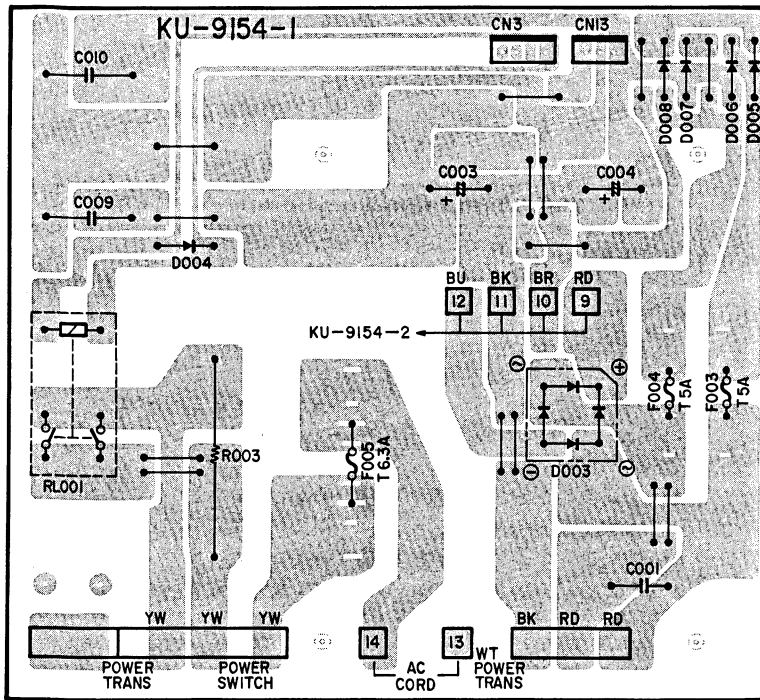 KU-9154-1
CN3
CN13
C010
D008
D007
D006
D005
C003
+
C004
+
C009
D004
BU
BK
BR
RD
12
11
10
9
KU-9154-2
~
+
F004
T5A
F003
T5A
R003
F005
T6.3A
RL001
−
D003
~
C001
YW
YW
YW
14
13
WT
BK
RD
RD
POWER
TRANS
POWER
SWITCH
AC
CORD
POWER
TRANS